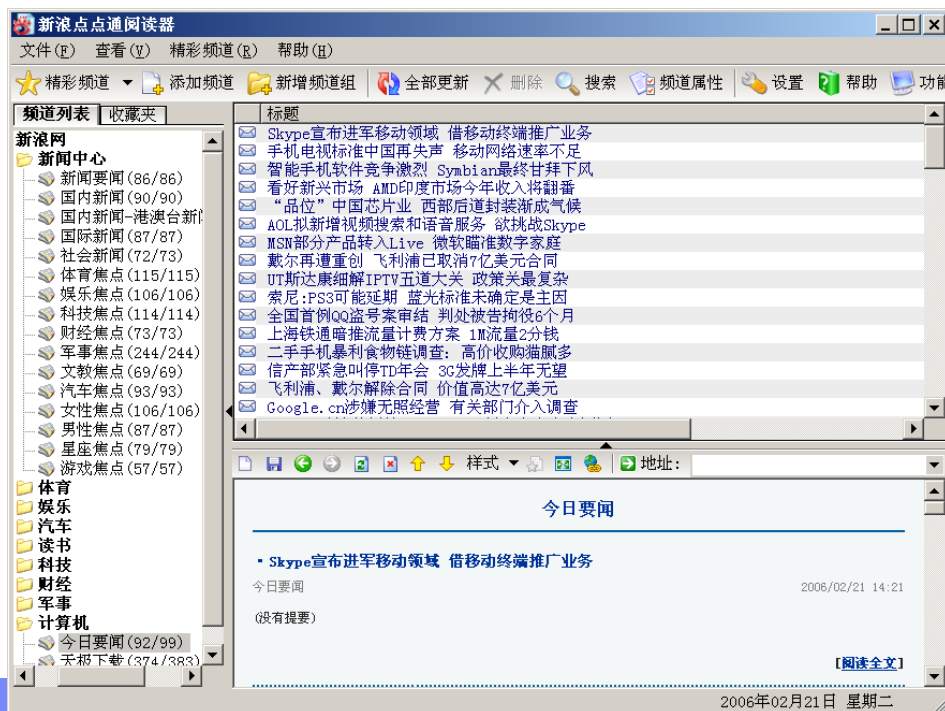 新浪点点通阅读器
文件(F) 查看(V) 精彩频道(R) 帮助(H)
精彩频道 添加频道 新增频道组 全部更新 删除 搜索 频道属性 设置 帮助 功能
频道列表 收藏夹
新浪网
新闻中心
新闻要闻(86/86)
国内新闻(90/90)
国内新闻-港澳台新
国际新闻(87/87)
社会新闻(72/73)
体育焦点(115/115)
娱乐焦点(106/106)
科技焦点(114/114)
财经焦点(73/73)
军事焦点(244/244)
文教焦点(69/69)
汽车焦点(93/93)
女性焦点(106/106)
男性焦点(87/87)
星座焦点(79/79)
游戏焦点(57/57)
体育
娱乐
汽车
读书
科技
财经
军事
计算机
今日要闻(92/99)
天极下载(374/383)
标题
Skype宣布进军移动领域 借移动终端推广业务
手机电视标准中国再失声 移动网络速率不足
智能手机软件竞争激烈 Symbian最终甘拜下风
看好新兴市场 AMD印度市场今年收入将翻番
“品位”中国芯片业 西部后道封装渐成气候
AOL拟新增视频搜索和语音服务 欲挑战Skype
MSN部分产品转入Live 微软瞄准数字家庭
戴尔再遭重创 飞利浦已取消7亿美元合同
UT斯达康细解IPTV五道大关 政策关最复杂
索尼:PS3可能延期 蓝光标准未确定是主因
全国首例QQ盗号案审结 判处被告拘役6个月
上海铁通暗推流量计费方案 1M流量2分钱
二手手机暴利食物链调查: 高价收购猫腻多
信产部紧急叫停TD年会 3G发牌上半年无望
飞利浦、戴尔解除合同 价值高达7亿美元
Google.cn涉嫌无照经营 有关部门介入调查
样式 地址:
今日要闻
·Skype宣布进军移动领域 借移动终端推广业务
今日要闻 2006/02/21 14:21
(没有提要)
[阅读全文]
2006年02月21日 星期二